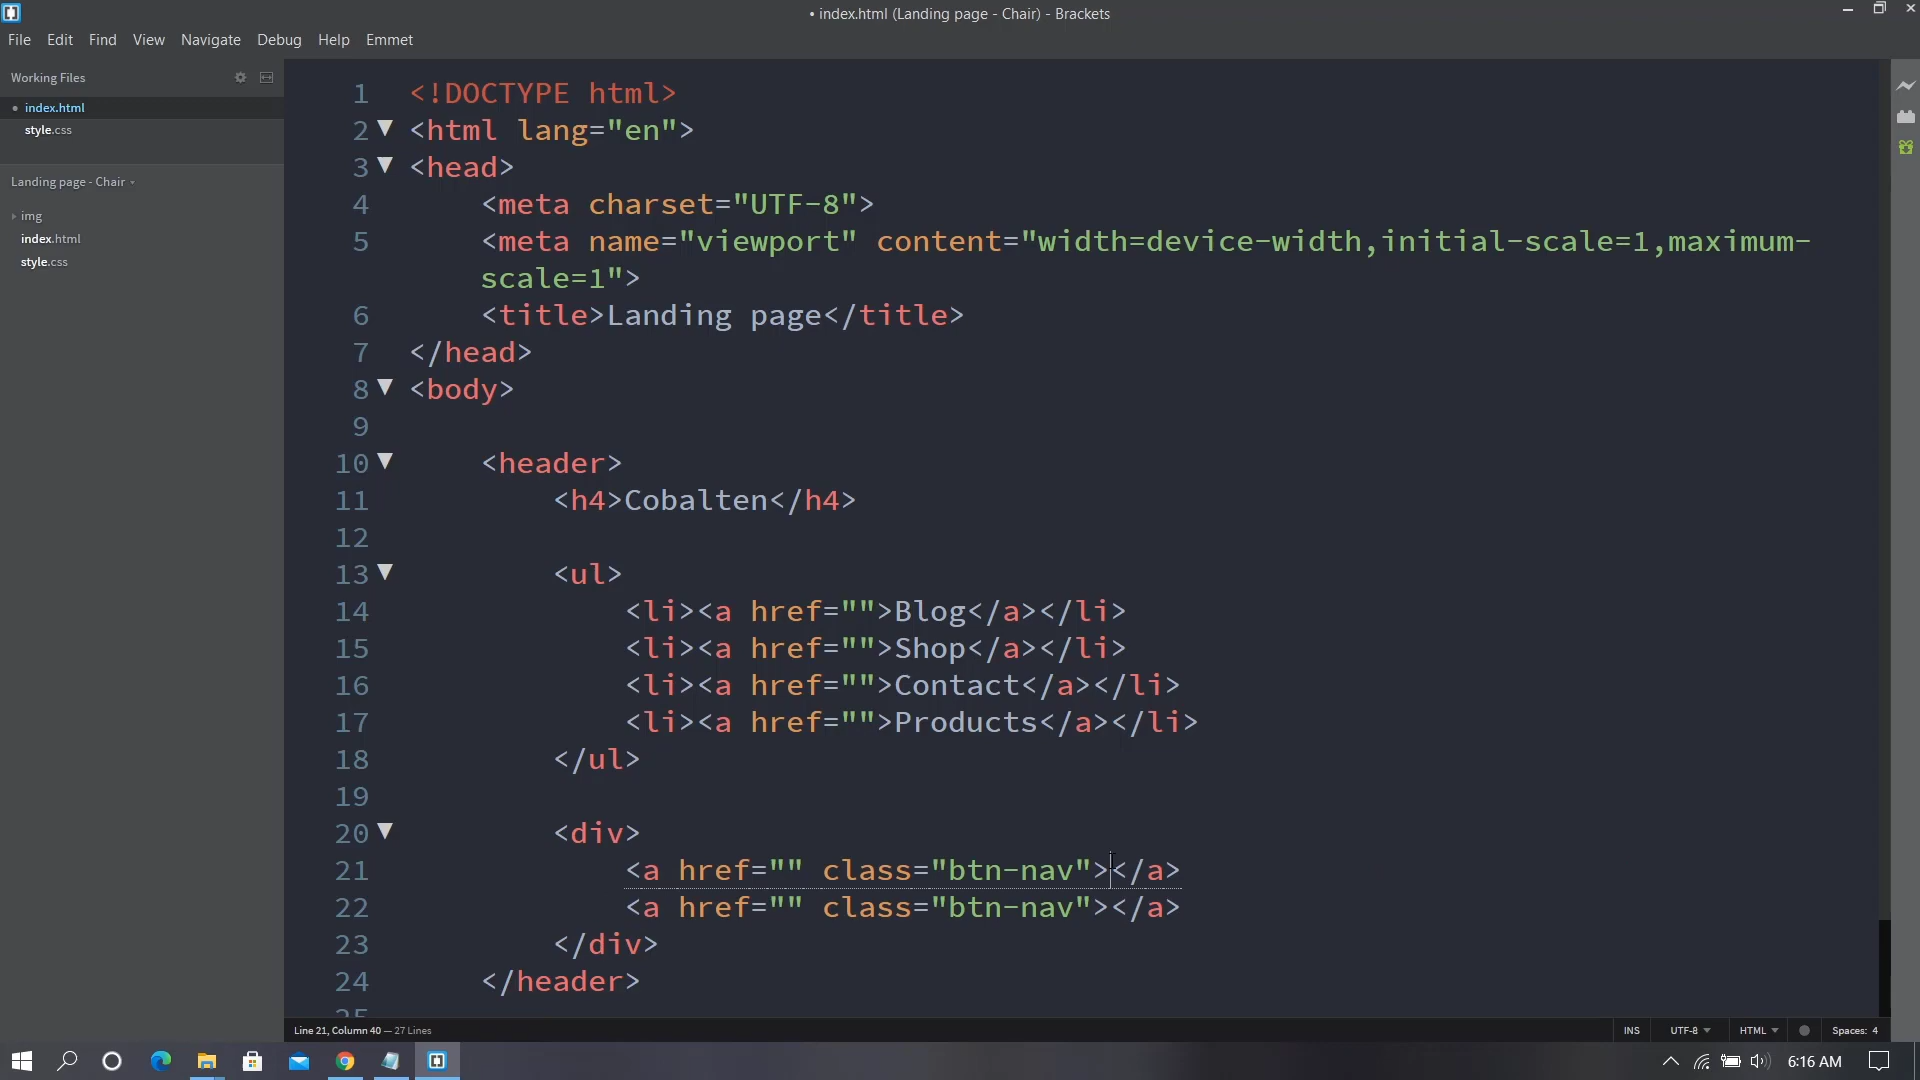 • index.html (Landing page - Chair) - Brackets
File Edit Find View Navigate Debug Help Emmet
Working Files
• index.html
style.css
Landing page - Chair
img
index.html
style.css
1 <!DOCTYPE html>
2 <html lang="en">
3 <head>
4 <meta charset="UTF-8">
5 <meta name="viewport" content="width=device-width,initial-scale=1,maximum-
scale=1">
6 <title>Landing page</title>
7 </head>
8 <body>
9
10 <header>
11 <h4>Cobalten</h4>
12
13 <ul>
14 <li><a href="">Blog</a></li>
15 <li><a href="">Shop</a></li>
16 <li><a href="">Contact</a></li>
17 <li><a href="">Products</a></li>
18 </ul>
19
20 <div>
21 <a href="" class="btn-nav"></a>
22 <a href="" class="btn-nav"></a>
23 </div>
24 </header>
25
Line 21, Column 40 — 27 Lines
INS UTF-8 HTML Spaces: 4
6:16 AM